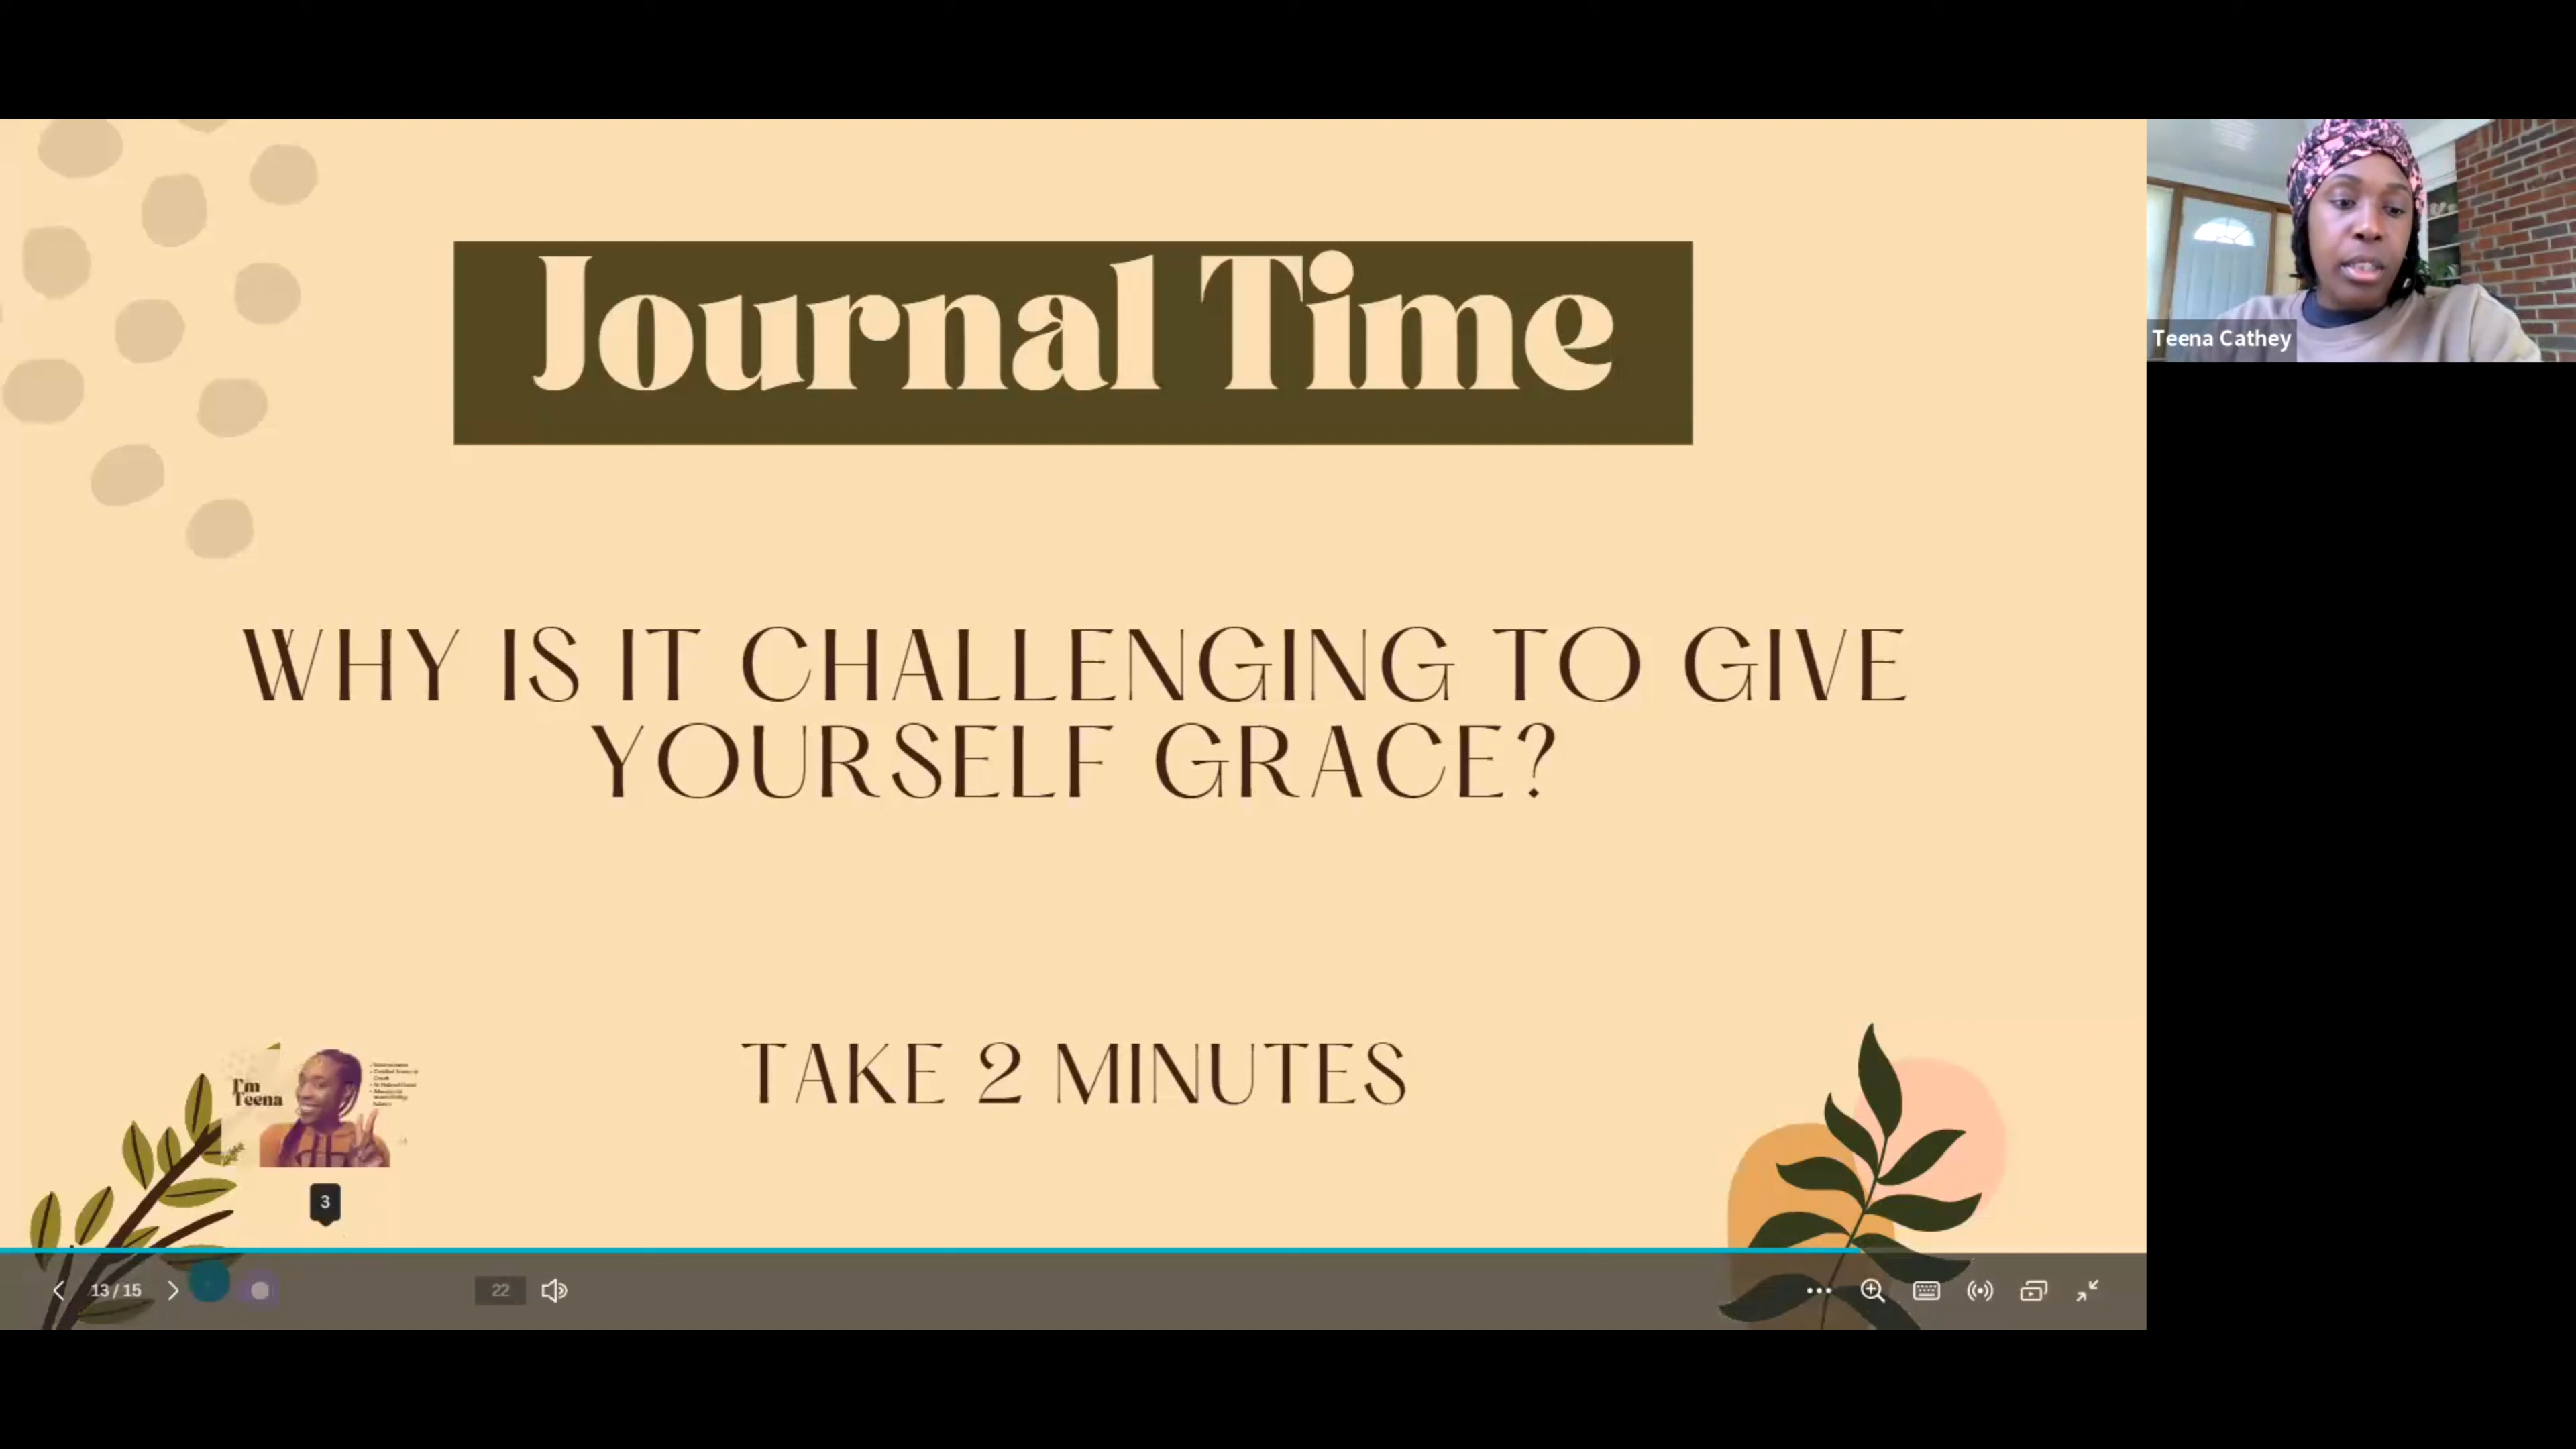 Journal Time
WHY IS IT CHALLENGING TO GIVE
YOURSELF GRACE?
TAKE 2 MINUTES
I'm
Teena
3
13 / 15
22
Teena Cathey